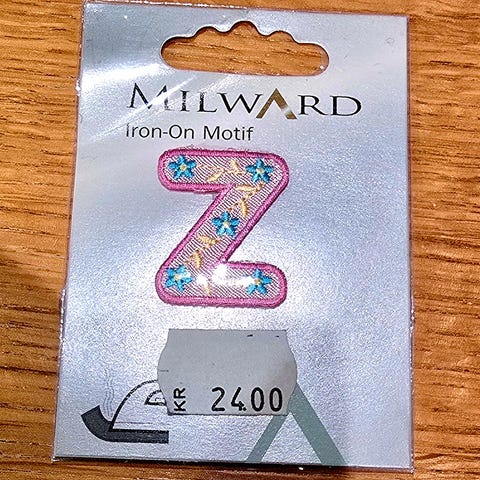 MILWARD
Iron-On Motif
Z
KR 24.00